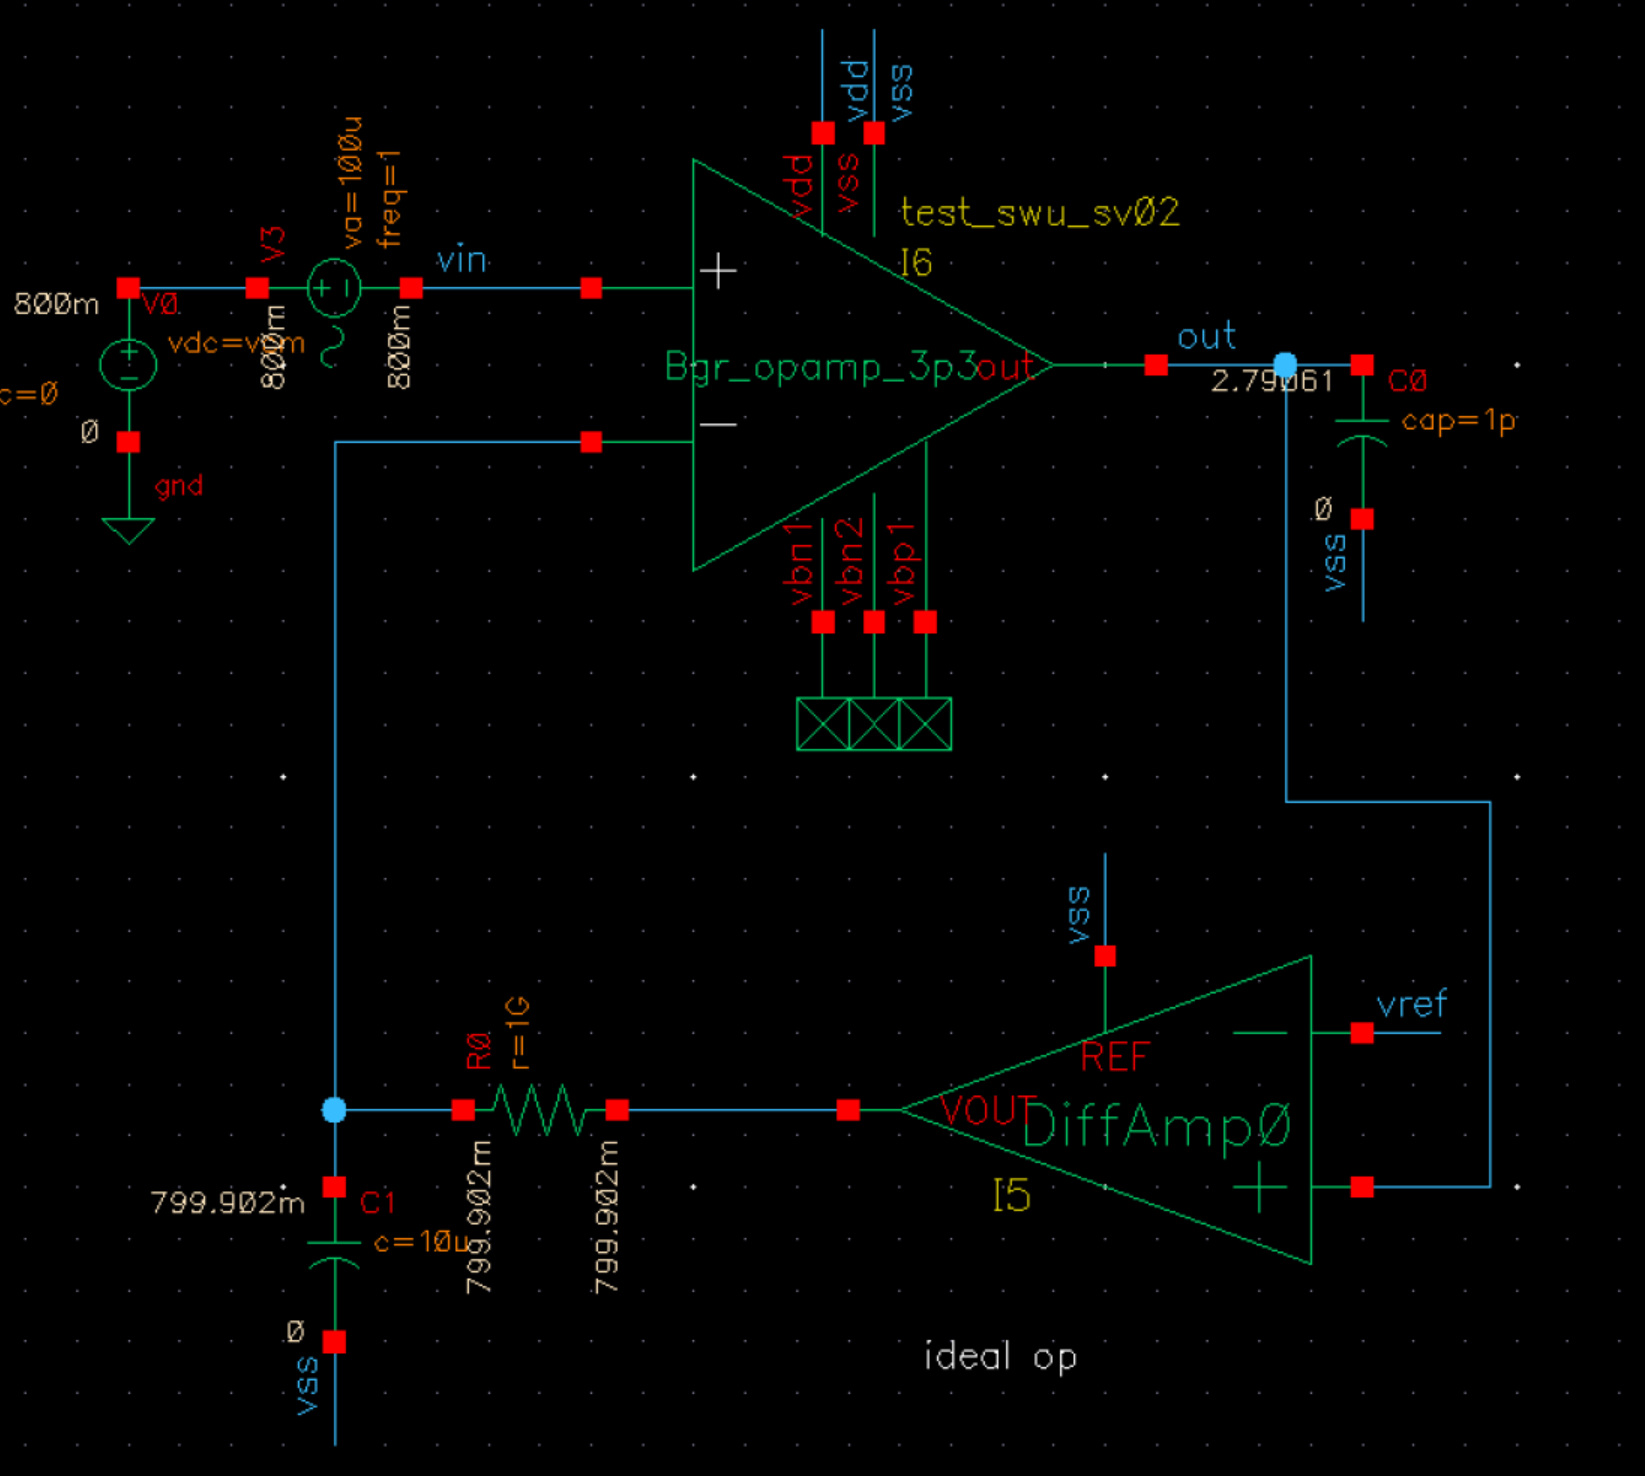 vdd
vss
vdd
vss
test_swu_sv02
I6
va=100u
freq=1
V3
vin
800m
V0
800m
800m
+
Bgr_opamp_3p3
out
out
2.79061
C0
cap=1p
c=0
0
gnd
−
0
vss
vbn1
vbn2
vbp1
vss
REF
vref
−
R0
r=1G
VOUT
DiffAmp0
I5
+
799.902m
799.902m
799.902m
C1
c=10u
0
vss
ideal op